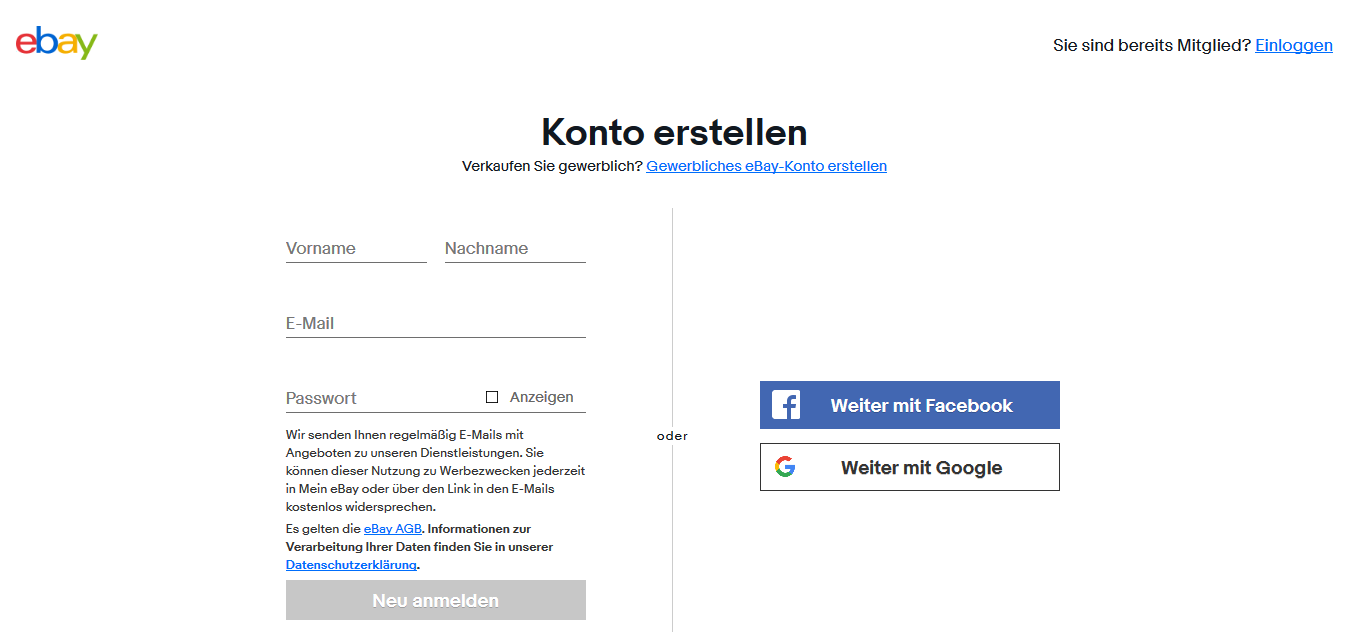 ebay
Sie sind bereits Mitglied? Einloggen
Konto erstellen
Verkaufen Sie gewerblich? Gewerbliches eBay-Konto erstellen
Vorname
Nachname
E-Mail
Passwort
Anzeigen
Wir senden Ihnen regelmäßig E-Mails mit
Angeboten zu unseren Dienstleistungen. Sie
können dieser Nutzung zu Werbezwecken jederzeit
in Mein eBay oder über den Link in den E-Mails
kostenlos widersprechen.
Es gelten die eBay AGB. Informationen zur
Verarbeitung Ihrer Daten finden Sie in unserer
Datenschutzerklärung.
Neu anmelden
oder
Weiter mit Facebook
Weiter mit Google